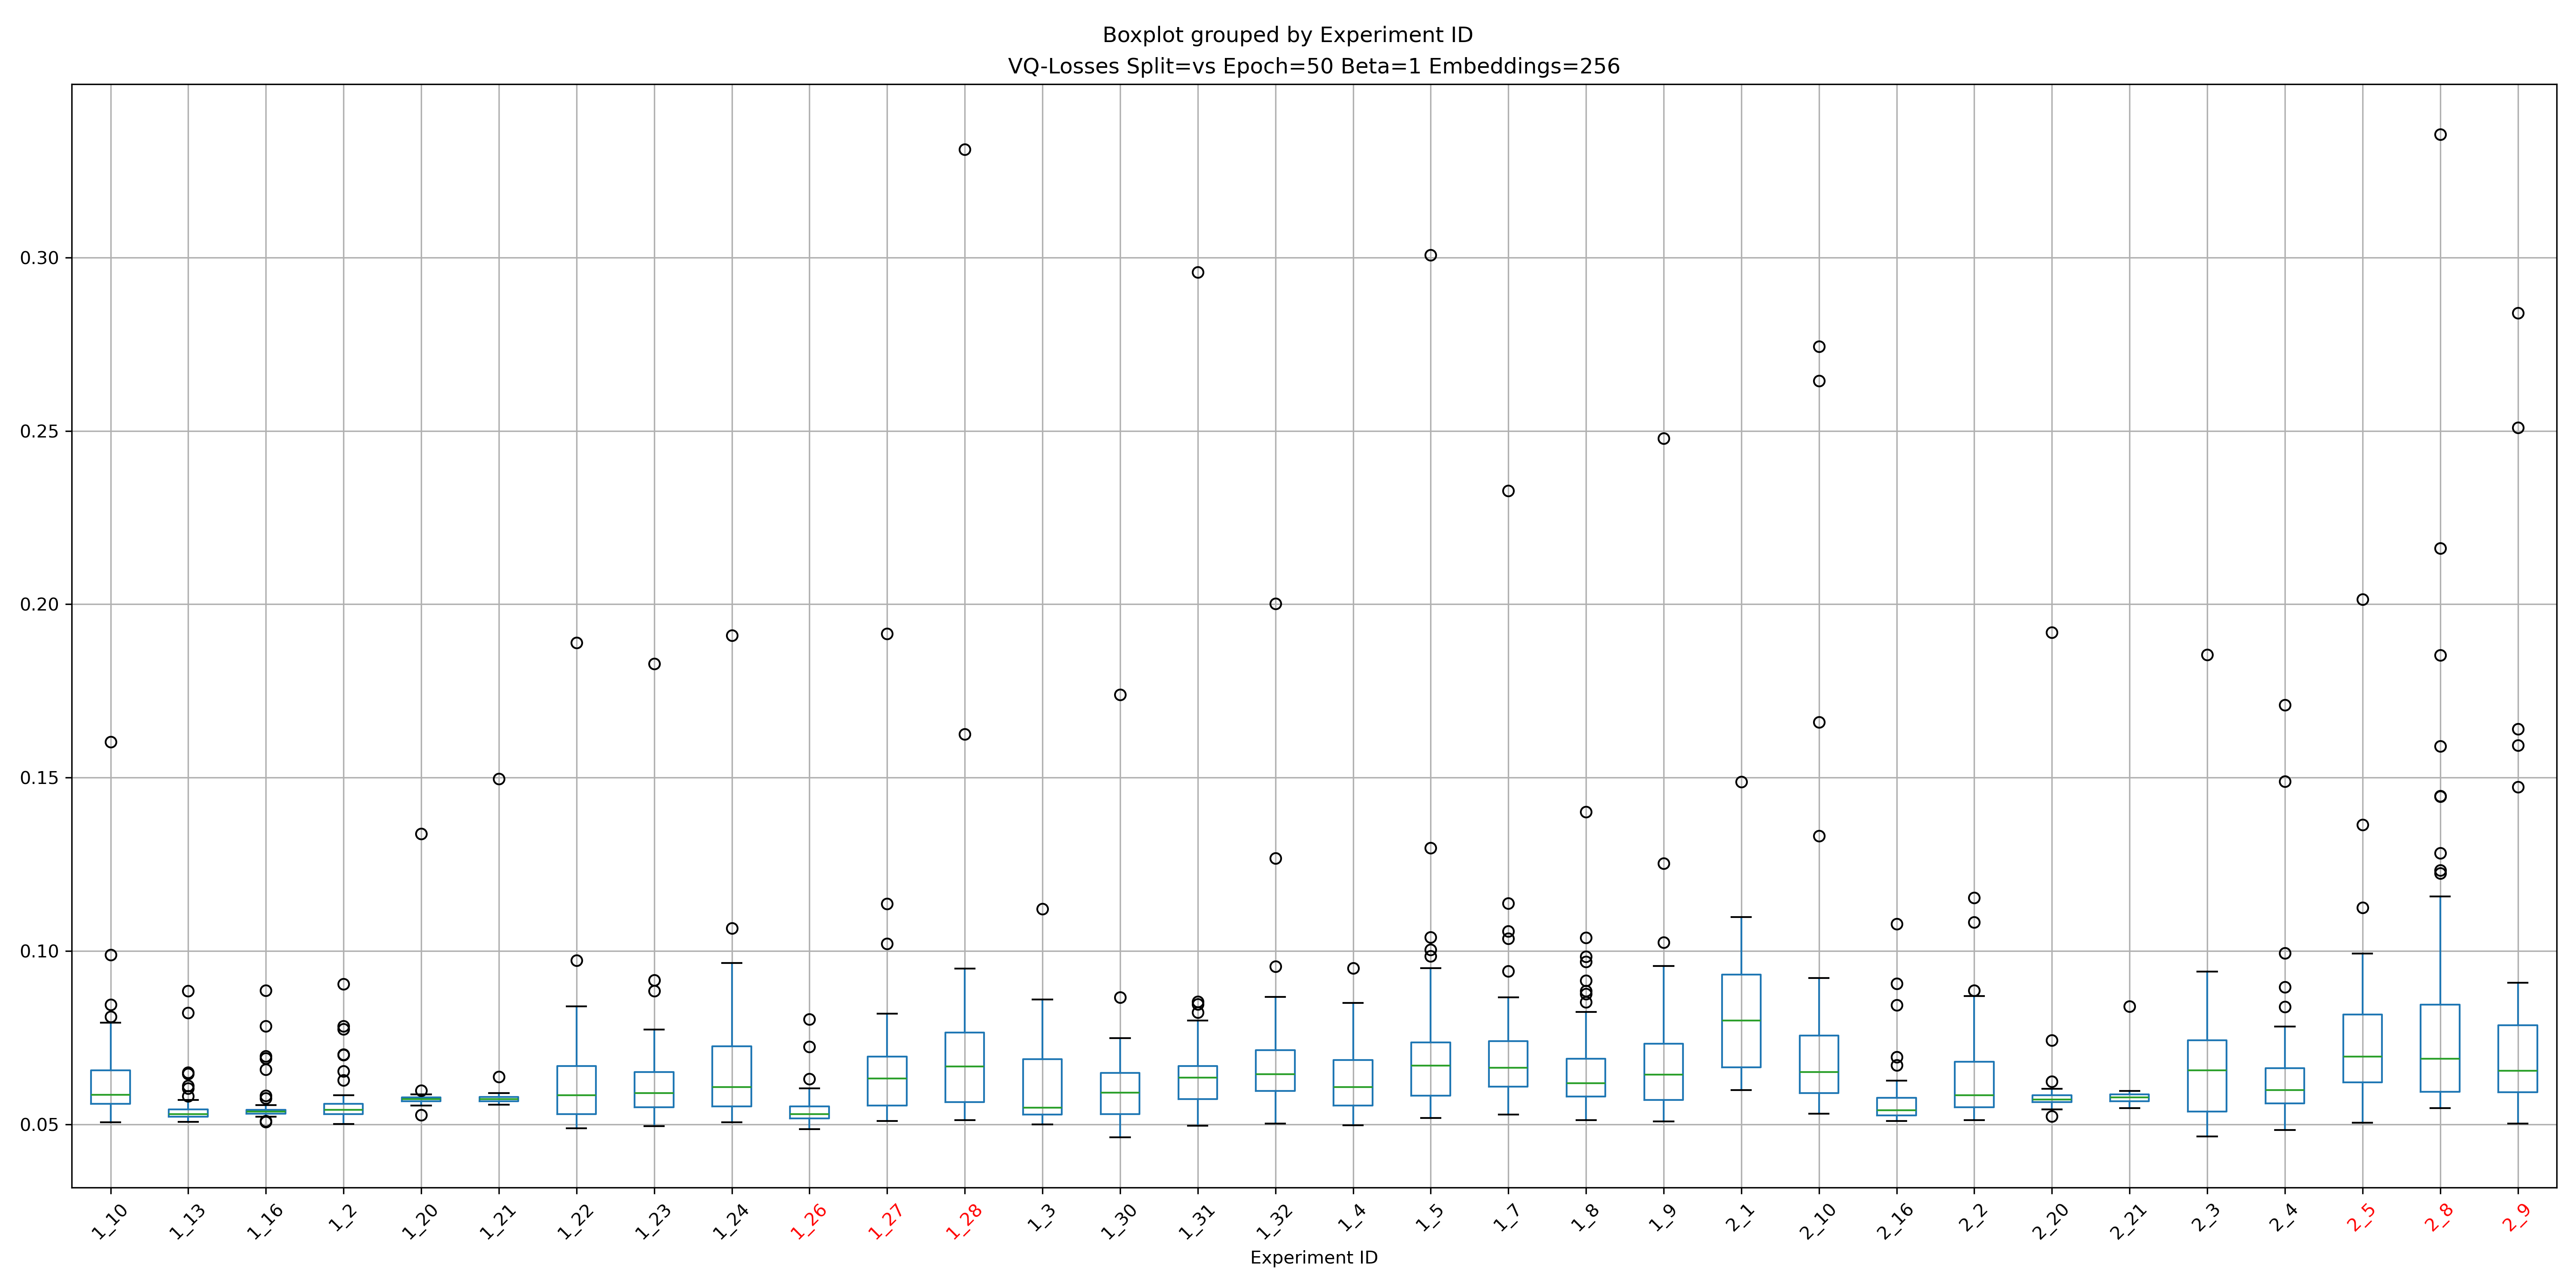 Boxplot grouped by Experiment ID
VQ-Losses Split=vs Epoch=50 Beta=1 Embeddings=256
0.30
0.25
0.20
0.15
0.10
0.05
1_10 1_13 1_16 1_2 1_20 1_21 1_22 1_23 1_24 1_26 1_27 1_28 1_3 1_30 1_31 1_32 1_4 1_5 1_7 1_8 1_9 2_1 2_10 2_16 2_2 2_20 2_21 2_3 2_4 2_5 2_8 2_9
Experiment ID